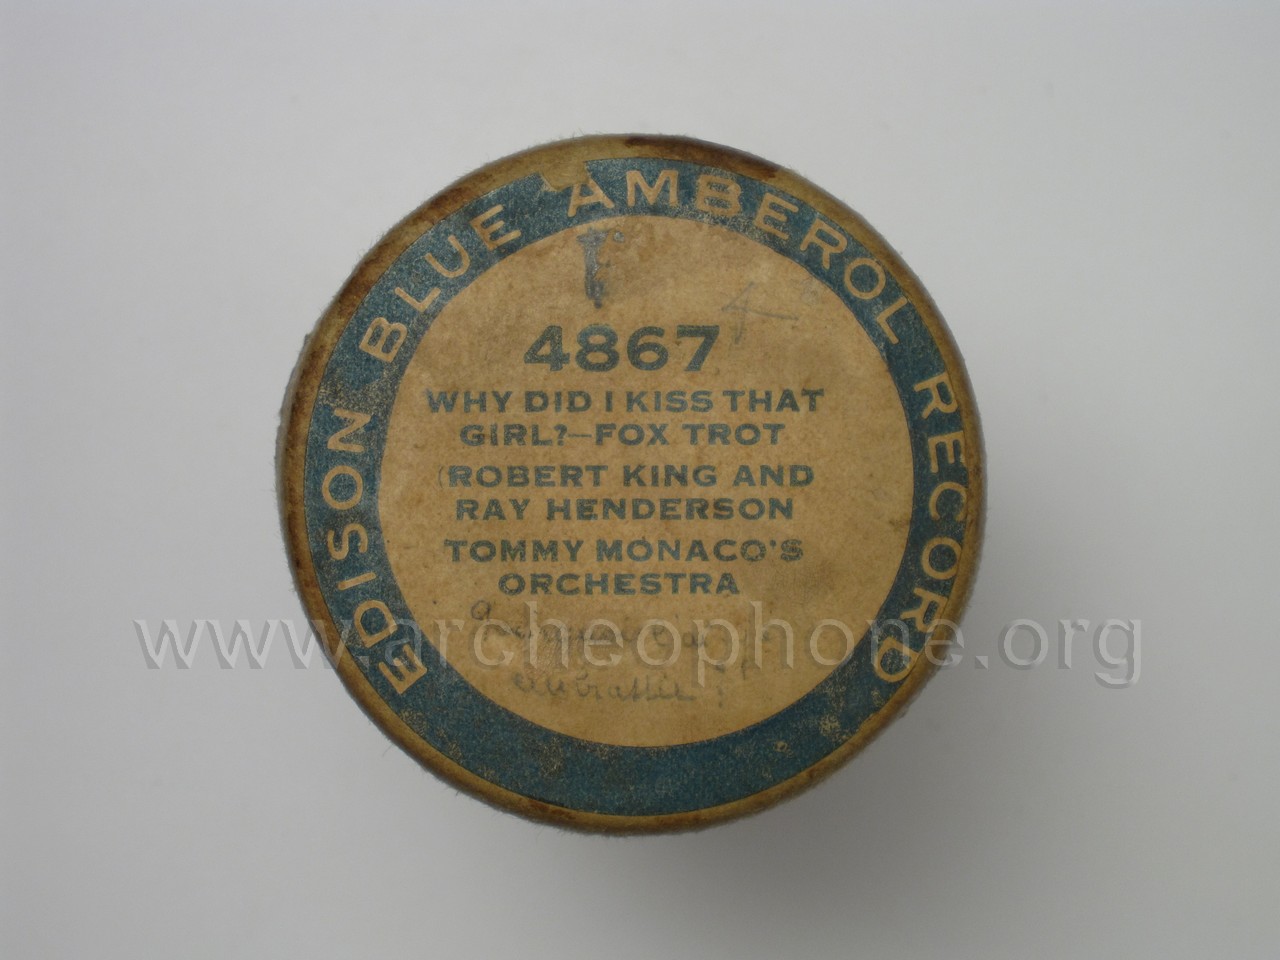 EDISON BLUE AMBEROL RECORD
4
4867
WHY DID I KISS THAT
GIRL?—FOX TROT
(ROBERT KING AND
RAY HENDERSON
TOMMY MONACO'S
ORCHESTRA
www.archeophone.org